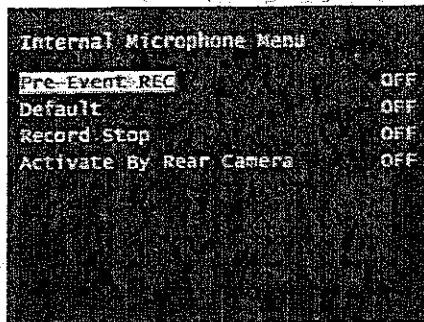 Internal Microphone Menu
Pre-Event REC OFF
Default OFF
Record Stop OFF
Activate By Rear Camera OFF